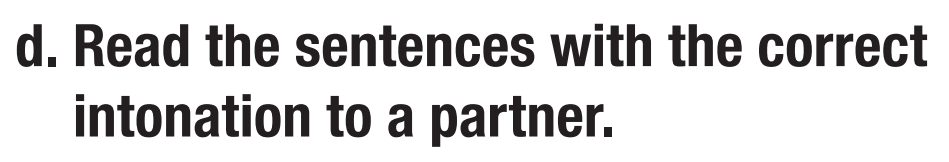 d. Read the sentences with the correct
intonation to a partner.